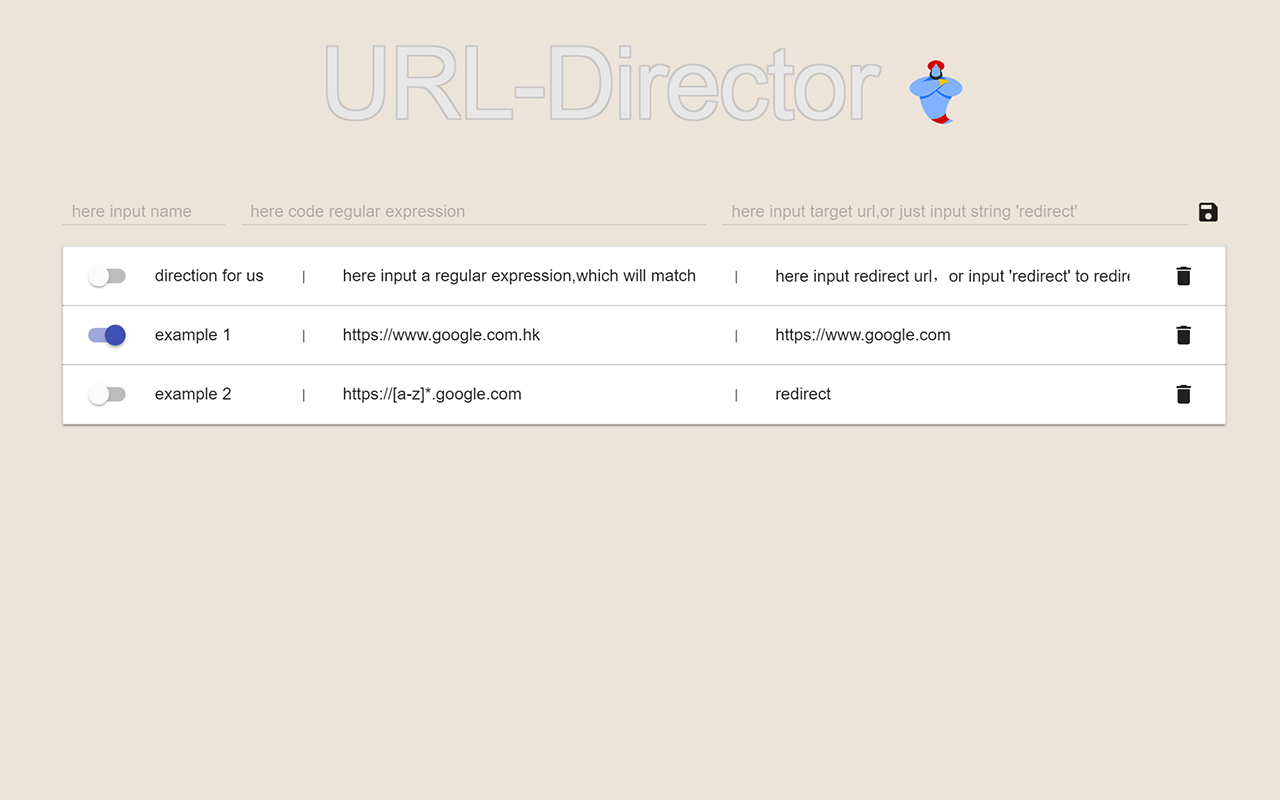 URL-Director
here input name here code regular expression here input target url,or just input string 'redirect'
direction for us | here input a regular expression,which will match | here input redirect url，or input 'redirect' to
example 1 | https://www.google.com.hk | https://www.google.com
example 2 | https://[a-z]*.google.com | redirect